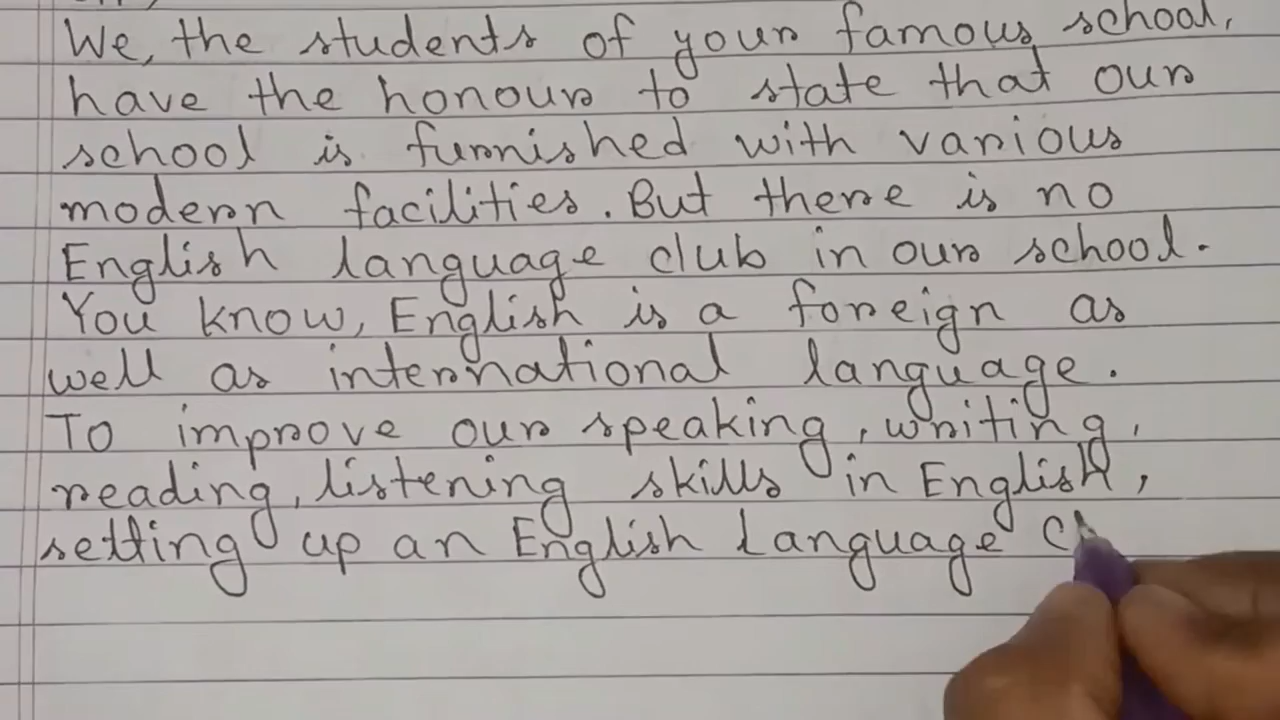 We, the students of your famous school,
have the honour to state that our
school is furnished with various
modern facilities. But there is no
English language club in our school.
You know, English is a foreign as
well as international language.
To improve our speaking, writing,
reading, listening skills in English,
setting up an English language